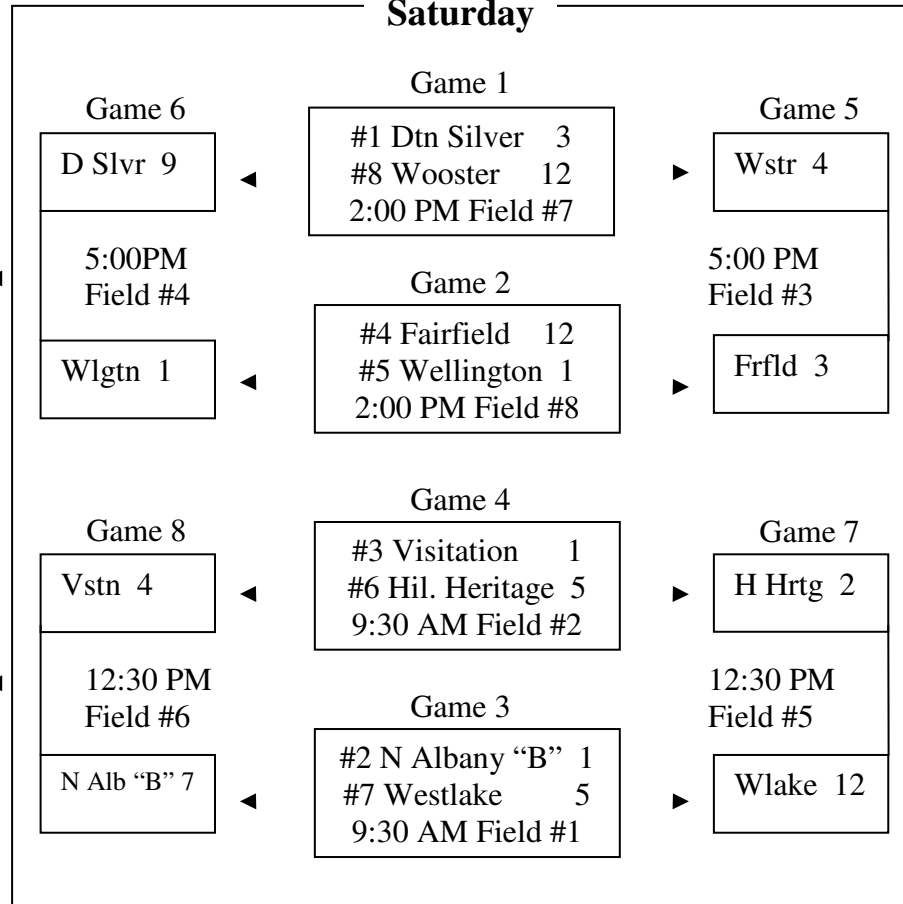 Saturday
Game 1
Game 6
Game 5
#1 Dtn Silver 3
#8 Wooster 12
2:00 PM Field #7
D Slvr 9
Wstr 4
5:00PM
Field #4
5:00 PM
Field #3
Game 2
#4 Fairfield 12
#5 Wellington 1
2:00 PM Field #8
Wlgtn 1
Frfld 3
Game 4
Game 8
Game 7
#3 Visitation 1
#6 Hil. Heritage 5
9:30 AM Field #2
Vstn 4
H Hrtg 2
12:30 PM
Field #6
12:30 PM
Field #5
Game 3
#2 N Albany “B” 1
#7 Westlake 5
9:30 AM Field #1
N Alb “B” 7
Wlake 12